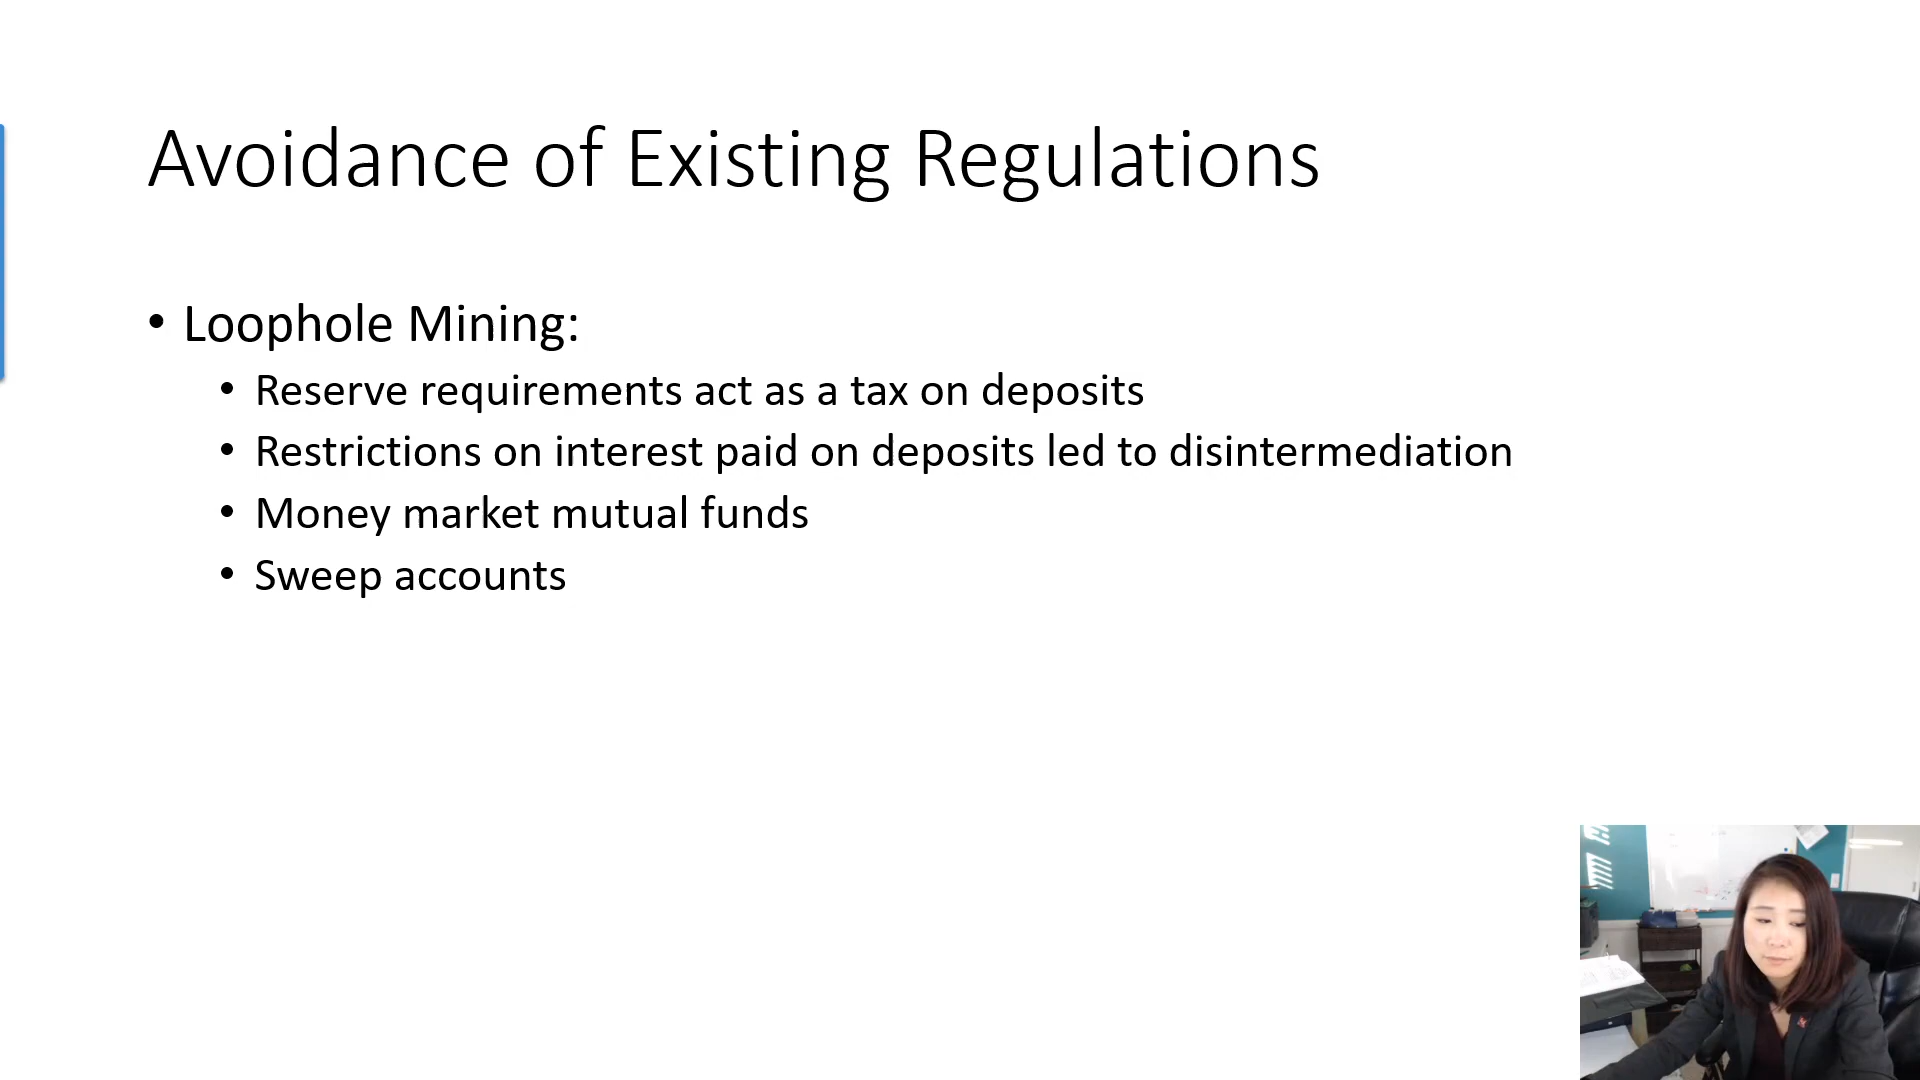 Avoidance of Existing Regulations
• Loophole Mining:
• Reserve requirements act as a tax on deposits
• Restrictions on interest paid on deposits led to disintermediation
• Money market mutual funds
• Sweep accounts